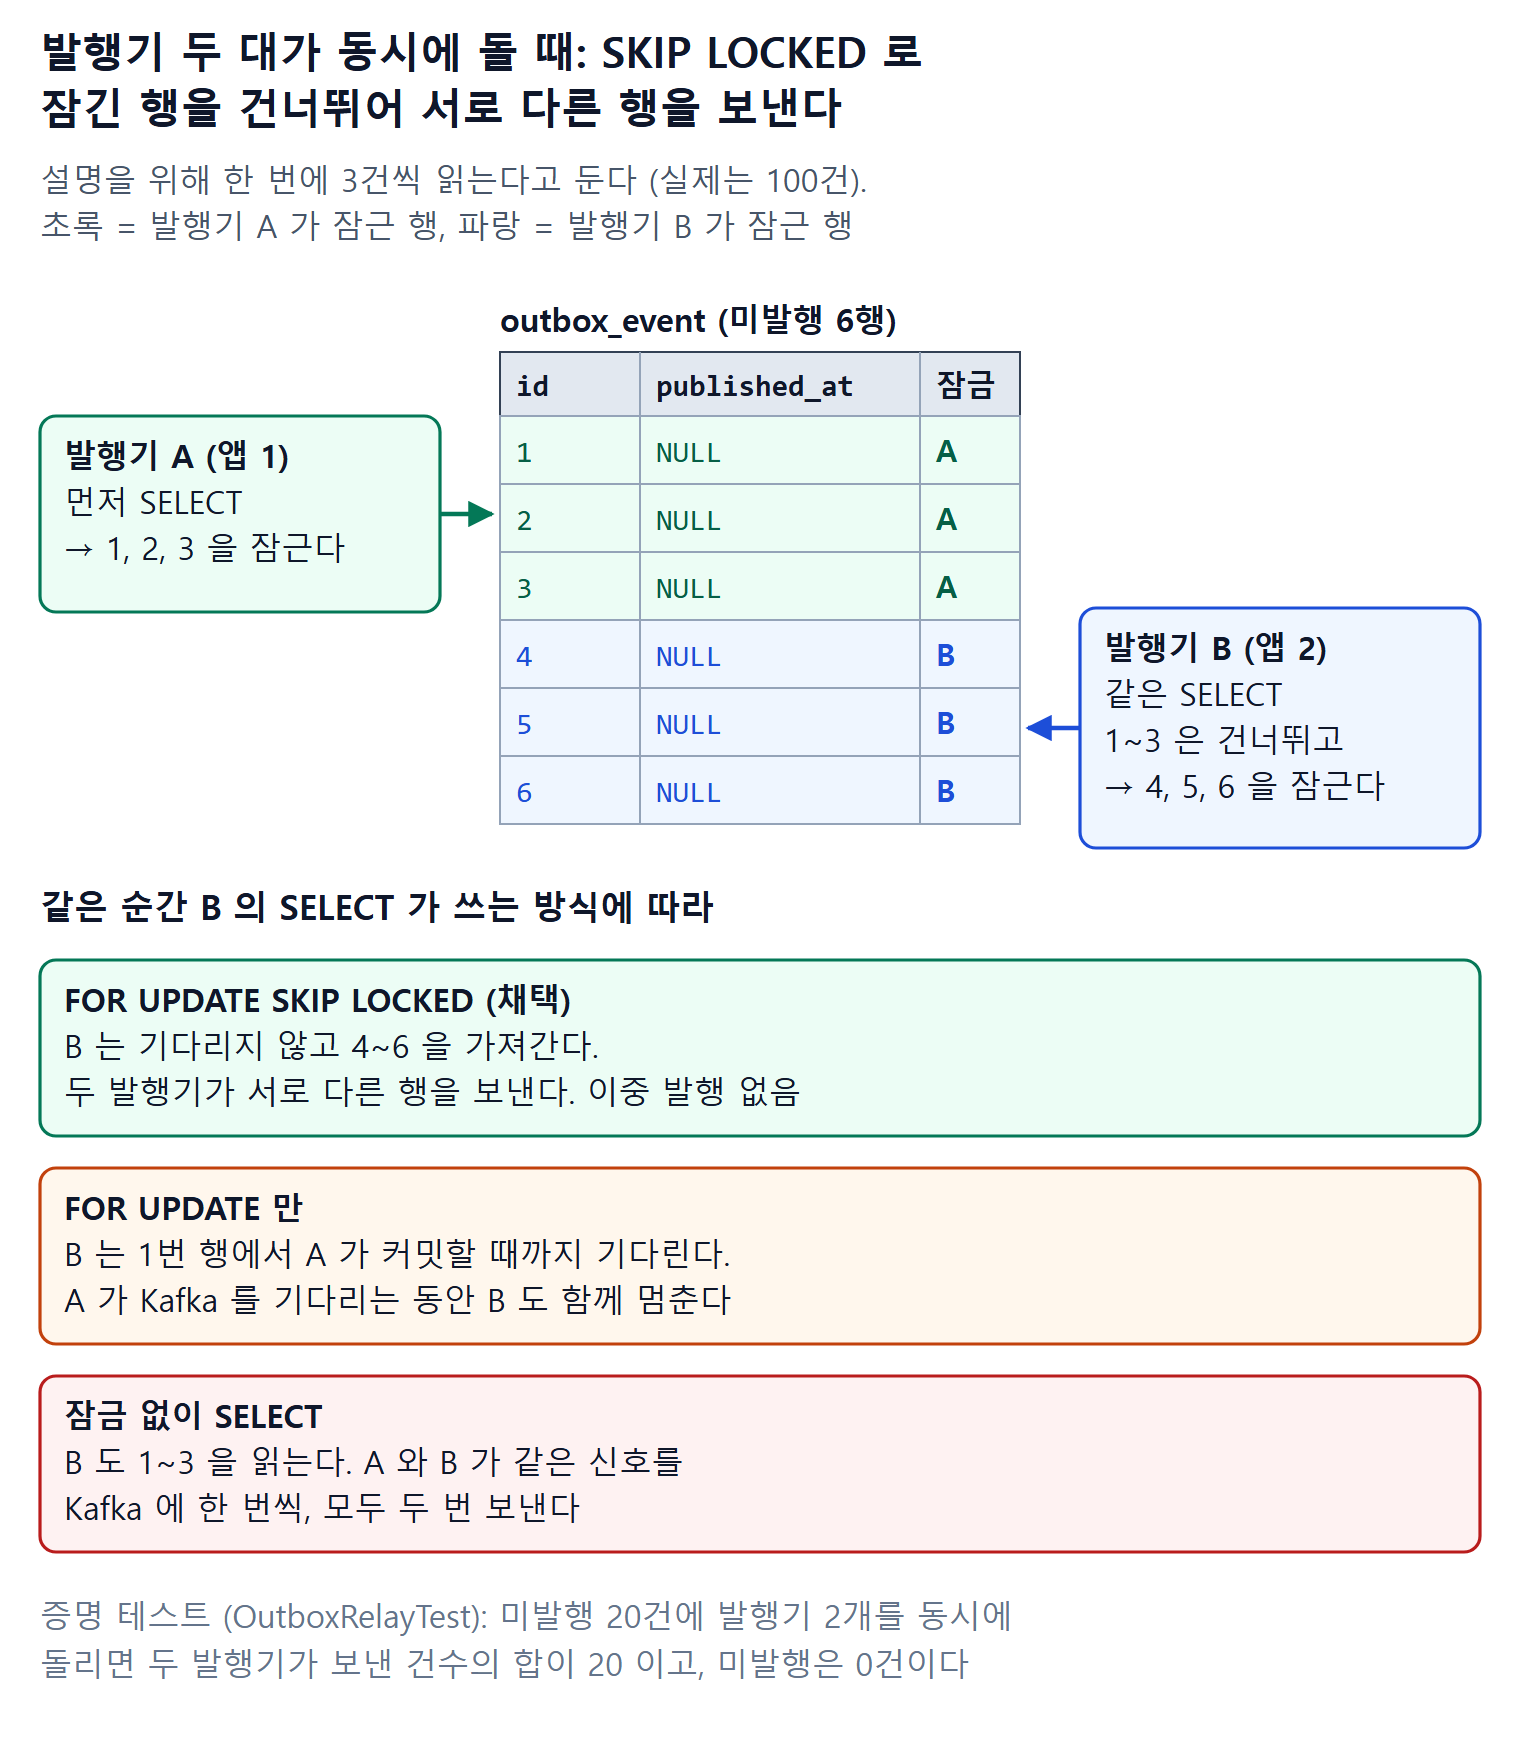 발행기 두 대가 동시에 돌 때: SKIP LOCKED 로
잠긴 행을 건너뛰어 서로 다른 행을 보낸다
설명을 위해 한 번에 3건씩 읽는다고 둔다 (실제는 100건).
초록 = 발행기 A 가 잠근 행, 파랑 = 발행기 B 가 잠근 행
outbox_event (미발행 6행)
id published_at 잠금
1 NULL A
2 NULL A
3 NULL A
4 NULL B
5 NULL B
6 NULL B
발행기 A (앱 1)
먼저 SELECT
→ 1, 2, 3 을 잠근다
발행기 B (앱 2)
같은 SELECT
1~3 은 건너뛰고
→ 4, 5, 6 을 잠근다
같은 순간 B 의 SELECT 가 쓰는 방식에 따라
FOR UPDATE SKIP LOCKED (채택)
B 는 기다리지 않고 4~6 을 가져간다.
두 발행기가 서로 다른 행을 보낸다. 이중 발행 없음
FOR UPDATE 만
B 는 1번 행에서 A 가 커밋할 때까지 기다린다.
A 가 Kafka 를 기다리는 동안 B 도 함께 멈춘다
잠금 없이 SELECT
B 도 1~3 을 읽는다. A 와 B 가 같은 신호를
Kafka 에 한 번씩, 모두 두 번 보낸다
증명 테스트 (OutboxRelayTest): 미발행 20건에 발행기 2개를 동시에
돌리면 두 발행기가 보낸 건수의 합이 20 이고, 미발행은 0건이다